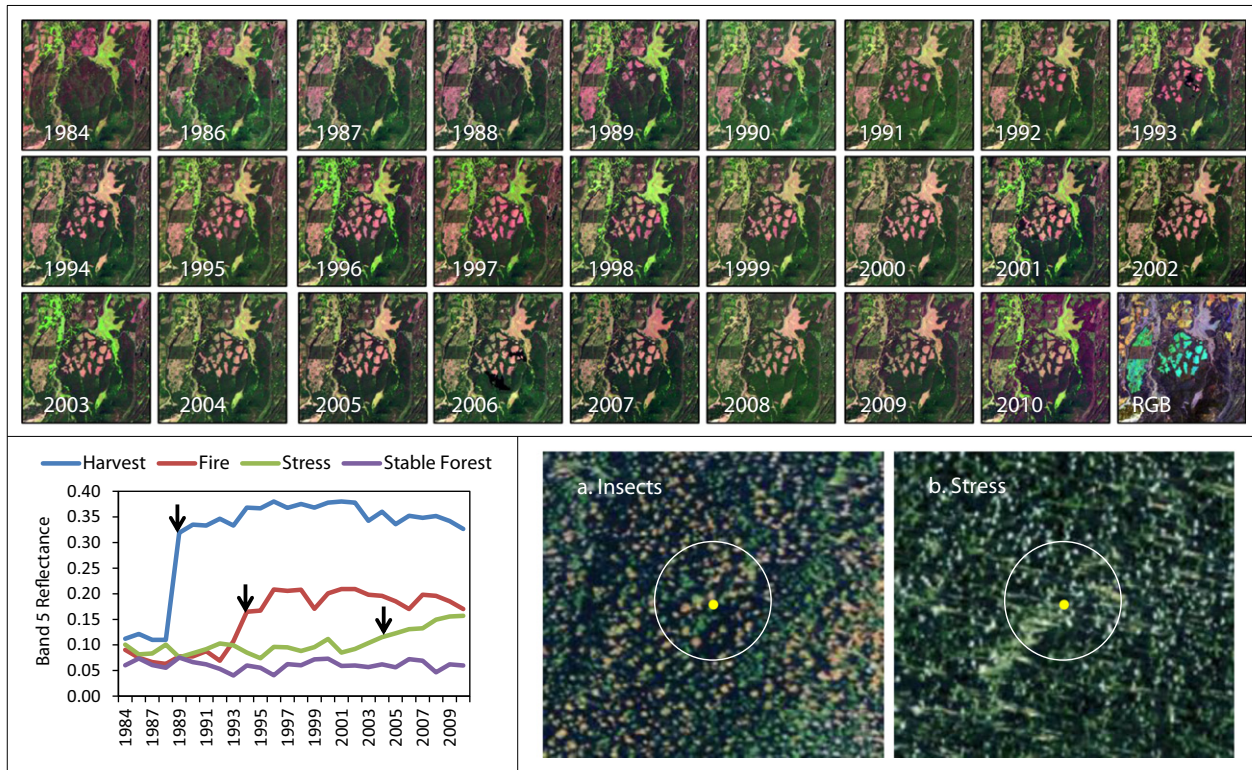 1984 1986 1987 1988 1989 1990 1991 1992 1993
1994 1995 1996 1997 1998 1999 2000 2001 2002
2003 2004 2005 2006 2007 2008 2009 2010 RGB
Harvest Fire Stress Stable Forest
Band 5 Reflectance
0.40
0.35
0.30
0.25
0.20
0.15
0.10
0.05
0.00
1984 1987 1989 1991 1993 1995 1997 1999 2001 2003 2005 2007 2009
a. Insects
b. Stress